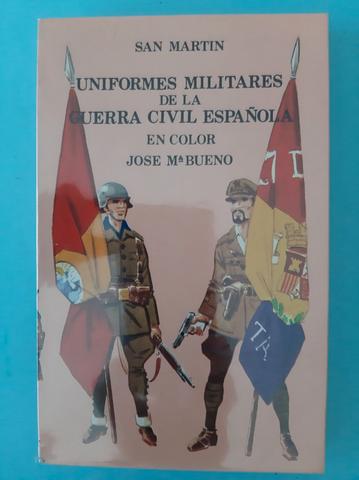 SAN MARTIN
UNIFORMES MILITARES
DE LA
GUERRA CIVIL ESPAÑOLA
EN COLOR
JOSE Mª BUENO